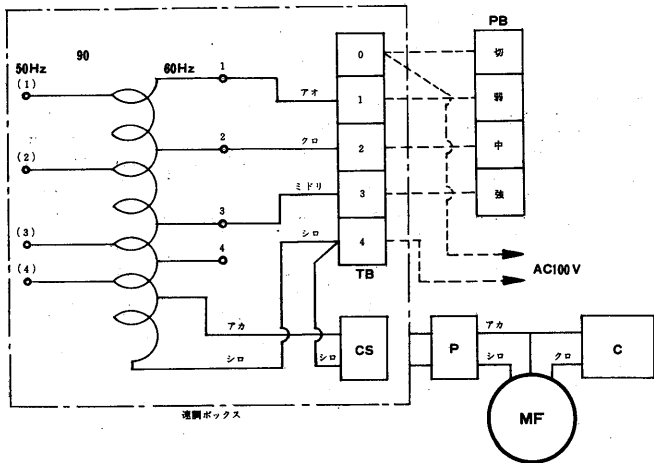 PB
90
50Hz
60Hz
1
0
切
(1)
アオ
1
弱
2
クロ
2
中
(2)
ミドリ
3
強
3
シロ
(3)
4
4
(4)
TB
AC100V
アカ
CS
シロ
シロ
P
アカ
シロ
クロ
C
MF
速調ボックス